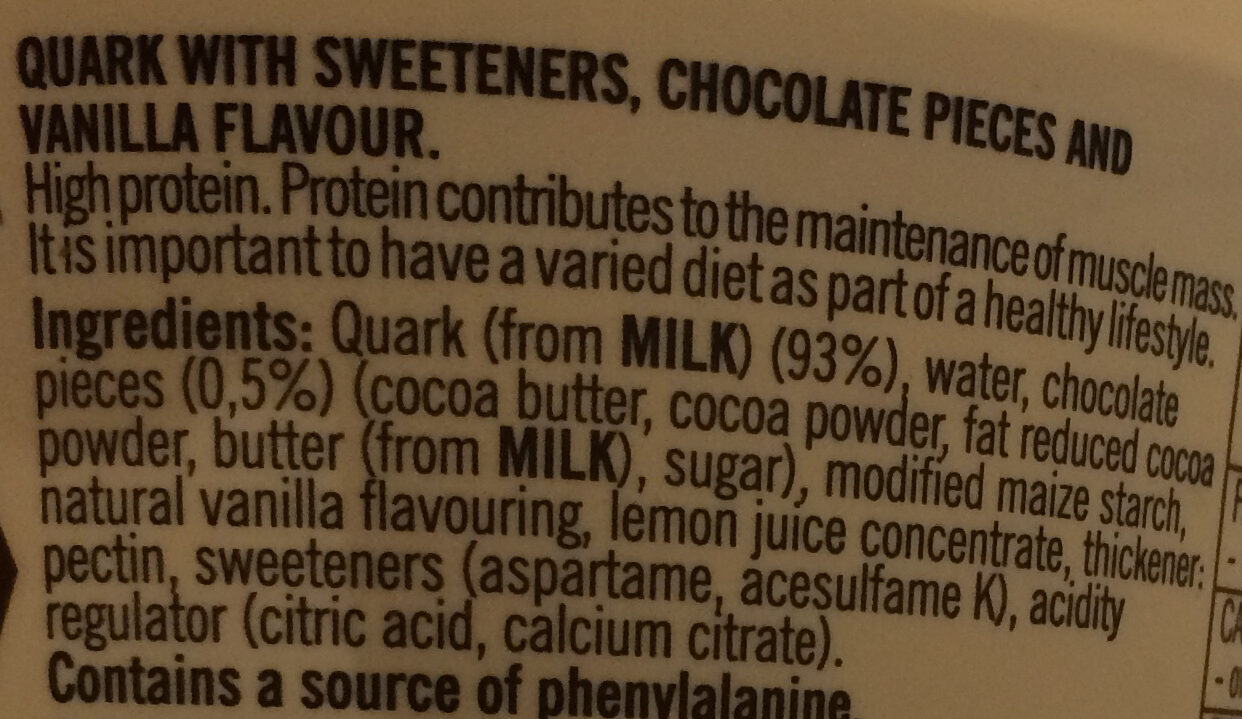 QUARK WITH SWEETENERS, CHOCOLATE PIECES AND
VANILLA FLAVOUR.
High protein. Protein contributes to the maintenance of muscle mass.
It is important to have a varied diet as part of a healthy lifestyle.
Ingredients: Quark (from MILK) (93%), water, chocolate
pieces (0,5%) (cocoa butter, cocoa powder, fat reduced cocoa
powder, butter (from MILK), sugar), modified maize starch,
natural vanilla flavouring, lemon juice concentrate, thickener:
pectin, sweeteners (aspartame, acesulfame K), acidity
regulator (citric acid, calcium citrate).
Contains a source of phenylalanine